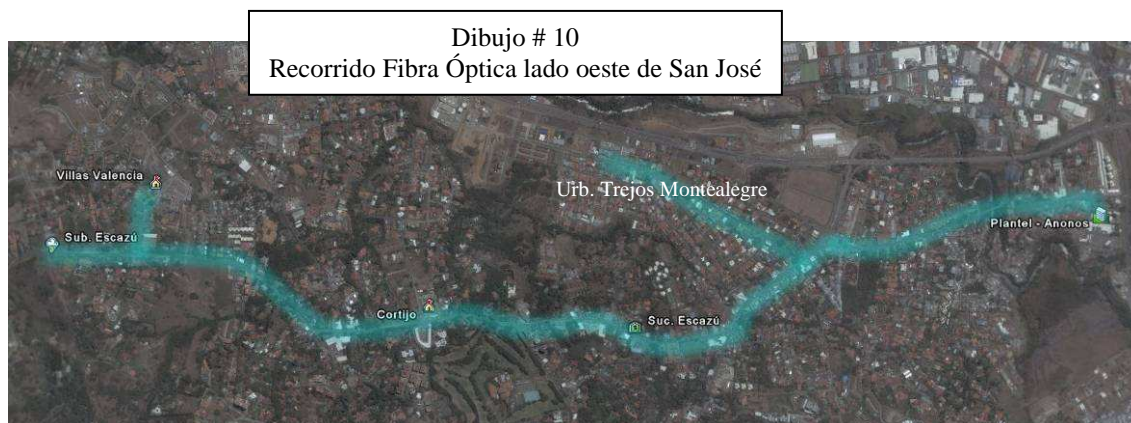 Dibujo # 10
Recorrido Fibra Óptica lado oeste de San José
Villas Valencia
Urb. Trejos Montealegre
Plantel - Anonos
Sub. Escazú
Cortijo
Suc. Escazú